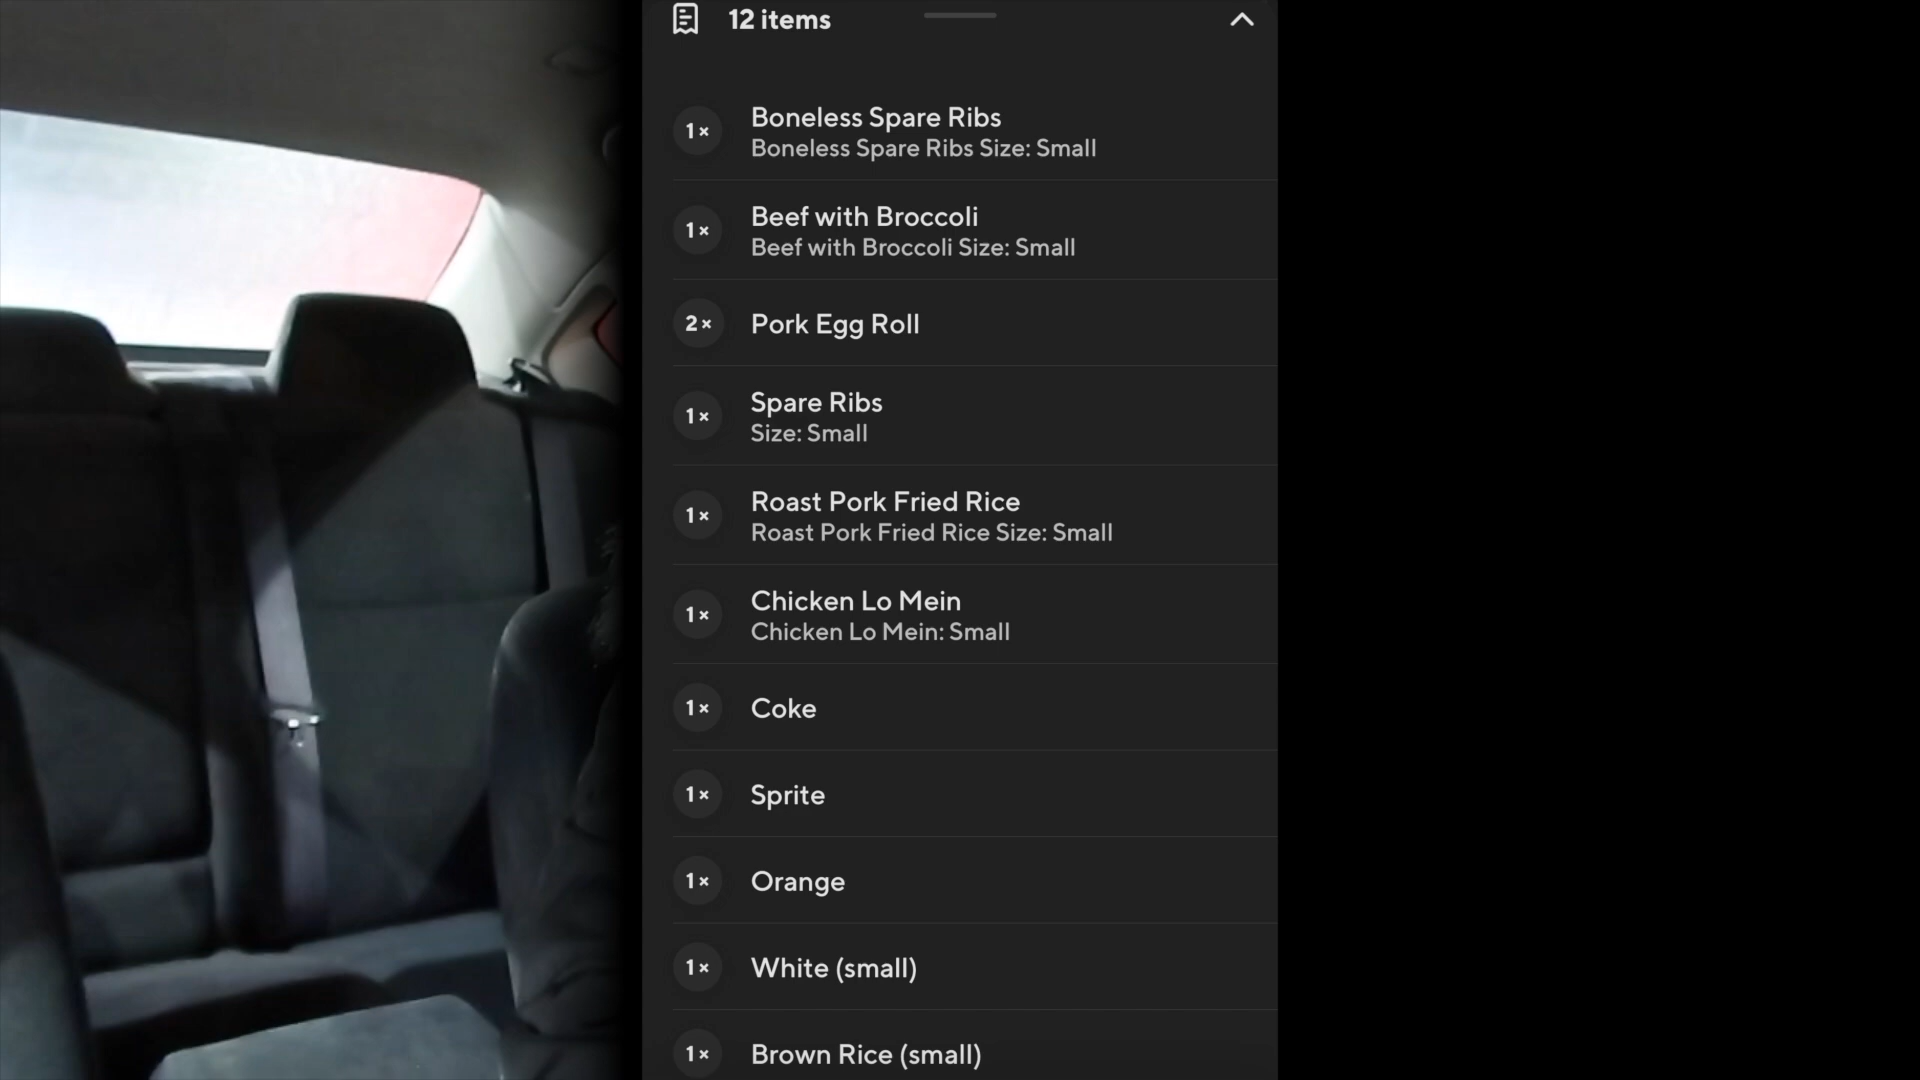 12 items
1× Boneless Spare Ribs
Boneless Spare Ribs Size: Small
1× Beef with Broccoli
Beef with Broccoli Size: Small
2× Pork Egg Roll
1× Spare Ribs
Size: Small
1× Roast Pork Fried Rice
Roast Pork Fried Rice Size: Small
1× Chicken Lo Mein
Chicken Lo Mein: Small
1× Coke
1× Sprite
1× Orange
1× White (small)
1× Brown Rice (small)